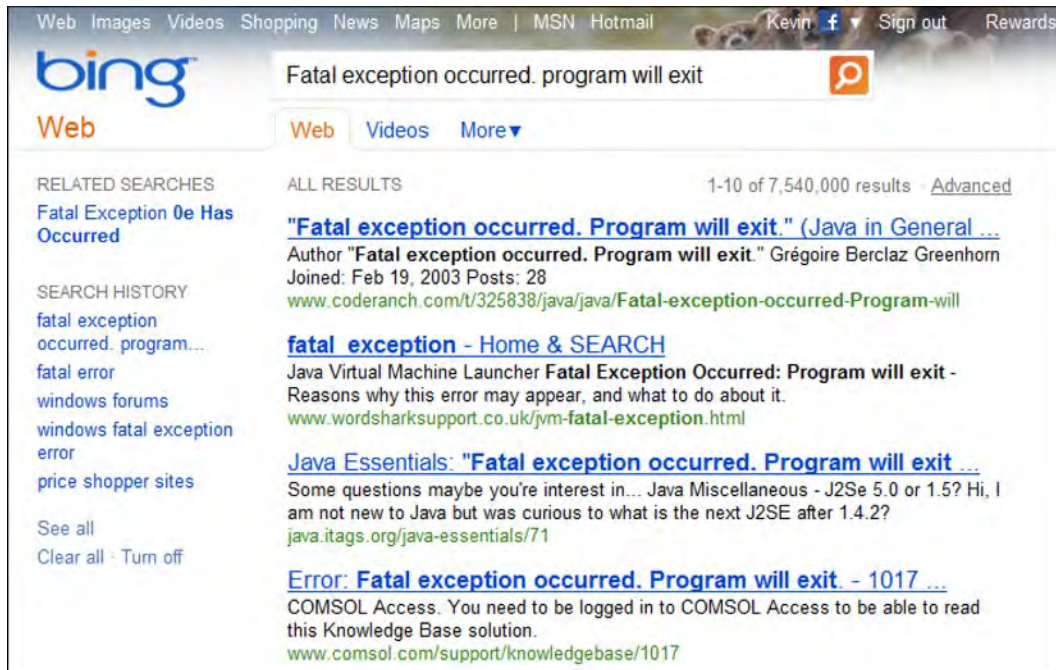 Web Images Videos Shopping News Maps More | MSN Hotmail Kevin f ▼ Sign out Rewards
bing™
Fatal exception occurred. program will exit
Web
Web Videos More▼
RELATED SEARCHES
Fatal Exception 0e Has
Occurred
SEARCH HISTORY
fatal exception
occurred. program...
fatal error
windows forums
windows fatal exception
error
price shopper sites
See all
Clear all · Turn off
ALL RESULTS 1-10 of 7,540,000 results · Advanced
"Fatal exception occurred. Program will exit." (Java in General ...
Author "Fatal exception occurred. Program will exit." Grégoire Berclaz Greenhorn
Joined: Feb 19, 2003 Posts: 28
www.coderanch.com/t/325838/java/java/Fatal-exception-occurred-Program-will
fatal exception - Home & SEARCH
Java Virtual Machine Launcher Fatal Exception Occurred: Program will exit -
Reasons why this error may appear, and what to do about it.
www.wordsharksupport.co.uk/jvm-fatal-exception.html
Java Essentials: "Fatal exception occurred. Program will exit ...
Some questions maybe you're interest in... Java Miscellaneous - J2Se 5.0 or 1.5? Hi, I
am not new to Java but was curious to what is the next J2SE after 1.4.2?
java.itags.org/java-essentials/71
Error: Fatal exception occurred. Program will exit. - 1017 ...
COMSOL Access. You need to be logged in to COMSOL Access to be able to read
this Knowledge Base solution.
www.comsol.com/support/knowledgebase/1017